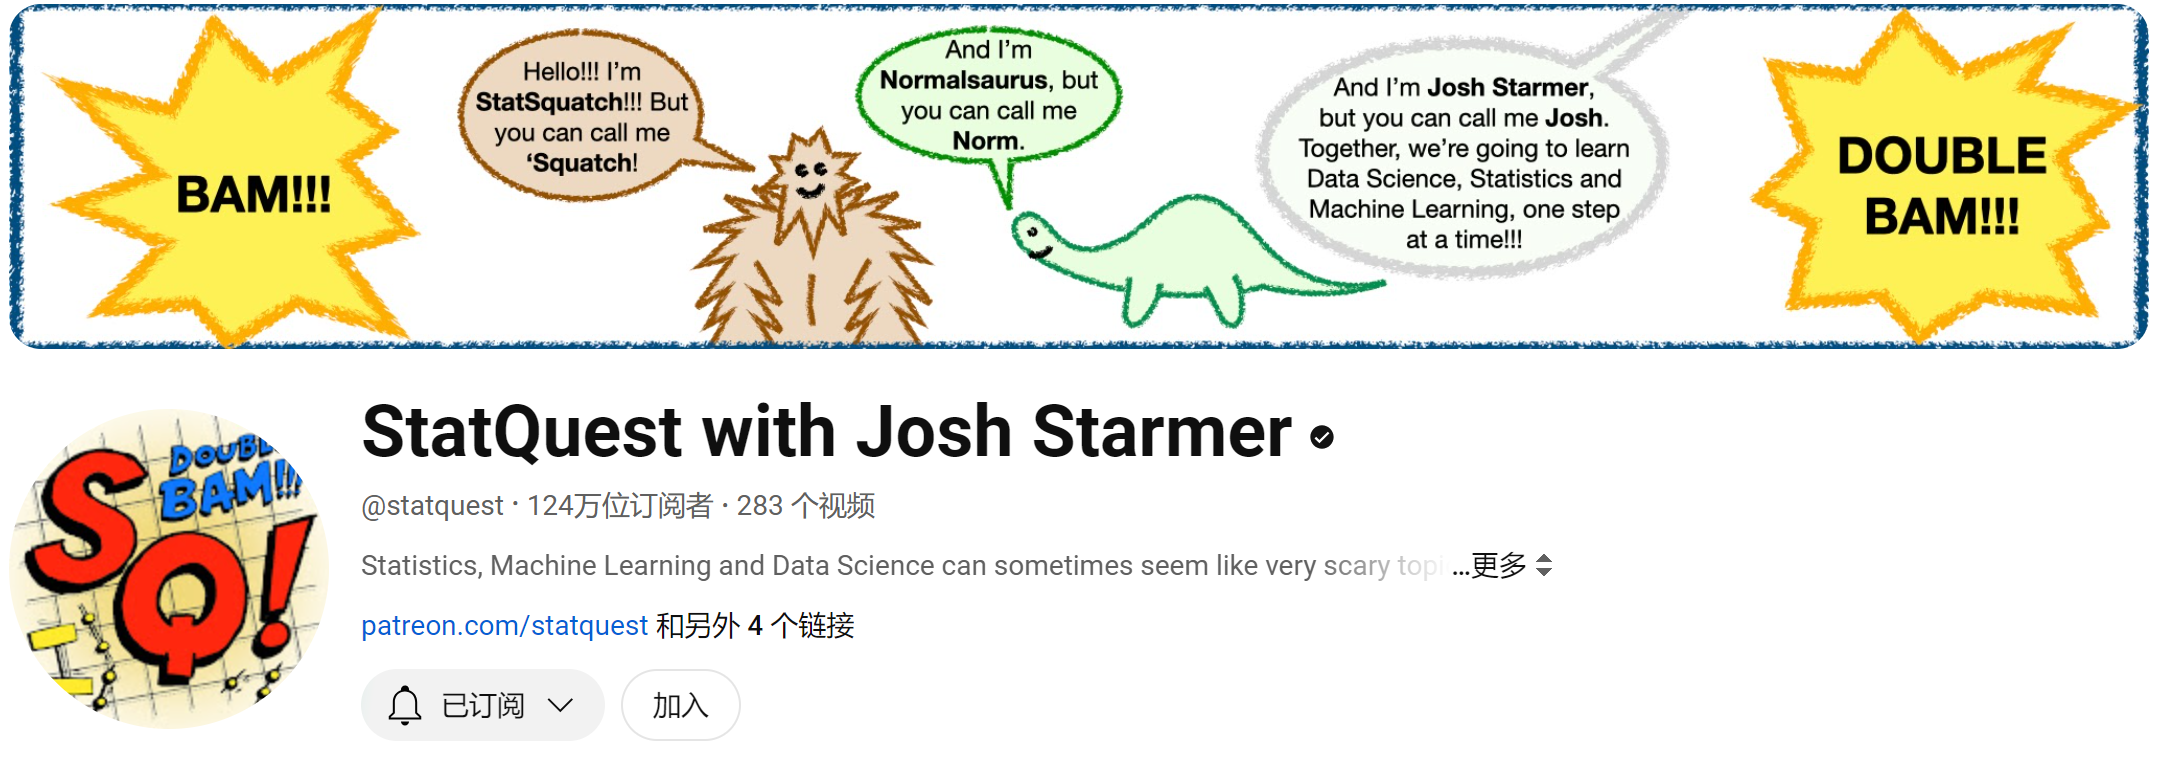 BAM!!!
Hello!!! I'm
StatSquatch!!! But
you can call me
'Squatch!
And I'm
Normalsaurus, but
you can call me
Norm.
And I'm Josh Starmer,
but you can call me Josh.
Together, we're going to learn
Data Science, Statistics and
Machine Learning, one step
at a time!!!
DOUBLE
BAM!!!
DOUBL
BAM!!!
SQ!
StatQuest with Josh Starmer
@statquest · 124万位订阅者 · 283 个视频
Statistics, Machine Learning and Data Science can sometimes seem like very scary topi ...更多
patreon.com/statquest 和另外 4 个链接
已订阅
加入